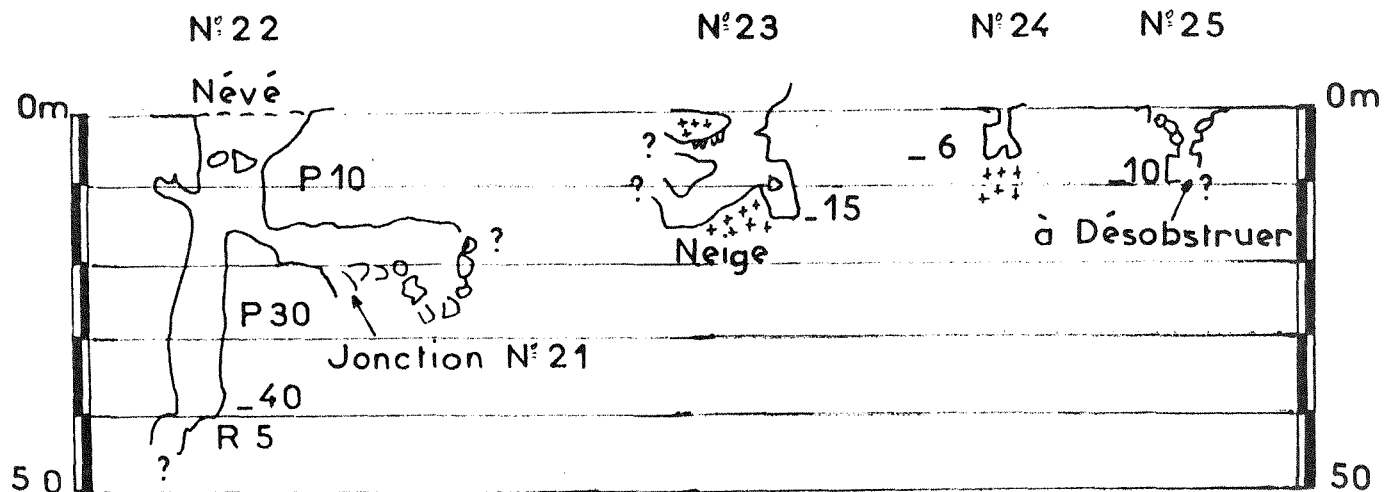 N° 22 N° 23 N° 24 N° 25
Névé
0m 0m
? _ 6
P 10 ? _10 ?
_15
? Neige à Désobstruer
P 30
Jonction N° 21
_40
R 5
?
50 50